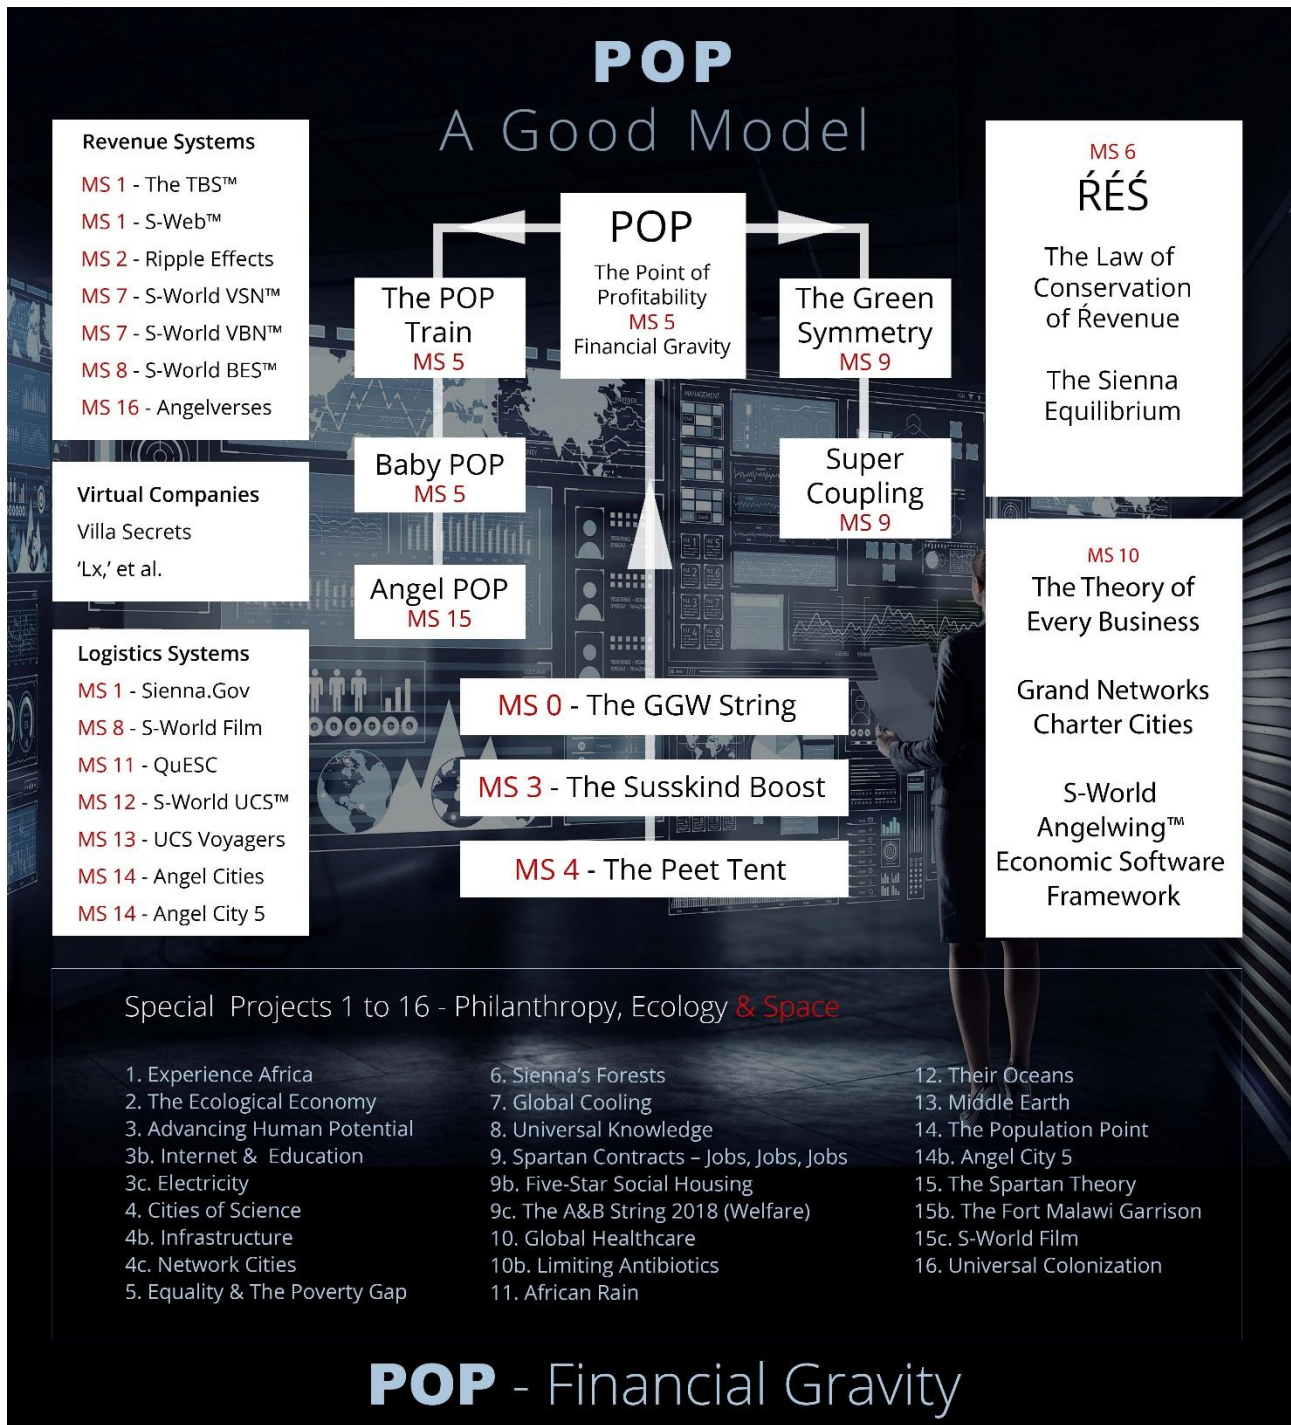 POP
A Good Model
Revenue Systems
MS 1 - The TBS™
MS 1 - S-Web™
MS 2 - Ripple Effects
MS 7 - S-World VSN™
MS 7 - S-World VBN™
MS 8 - S-World BES™
MS 16 - Angelverses
Virtual Companies
Villa Secrets
‘Lx,’ et al.
Logistics Systems
MS 1 - Sienna.Gov
MS 8 - S-World Film
MS 11 - QuESC
MS 12 - S-World UCS™
MS 13 - UCS Voyagers
MS 14 - Angel Cities
MS 14 - Angel City 5
POP
The Point of
Profitability
MS 5
Financial Gravity
The POP
Train
MS 5
Baby POP
MS 5
Angel POP
MS 15
The Green
Symmetry
MS 9
Super
Coupling
MS 9
MS 0 - The GGW String
MS 3 - The Susskind Boost
MS 4 - The Peet Tent
MS 6
ŔÉŚ
The Law of
Conservation
of Ŕevenue
The Sienna
Equilibrium
MS 10
The Theory of
Every Business
Grand Networks
Charter Cities
S-World
Angelwing™
Economic Software
Framework
Special Projects 1 to 16 - Philanthropy, Ecology & Space
1. Experience Africa
2. The Ecological Economy
3. Advancing Human Potential
3b. Internet & Education
3c. Electricity
4. Cities of Science
4b. Infrastructure
4c. Network Cities
5. Equality & The Poverty Gap
6. Sienna’s Forests
7. Global Cooling
8. Universal Knowledge
9. Spartan Contracts – Jobs, Jobs, Jobs
9b. Five-Star Social Housing
9c. The A&B String 2018 (Welfare)
10. Global Healthcare
10b. Limiting Antibiotics
11. African Rain
12. Their Oceans
13. Middle Earth
14. The Population Point
14b. Angel City 5
15. The Spartan Theory
15b. The Fort Malawi Garrison
15c. S-World Film
16. Universal Colonization
POP - Financial Gravity